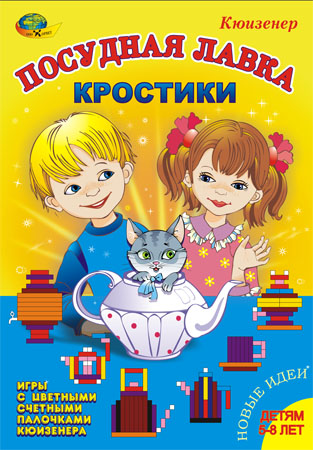 Кюизенер
ПОСУДНАЯ ЛАВКА
КРОСТИКИ
ИГРЫ
С ЦВЕТНЫМИ
СЧЕТНЫМИ
ПАЛОЧКАМИ
КЮИЗЕНЕРА
НОВЫЕ ИДЕИ
ДЕТЯМ
5-8 ЛЕТ